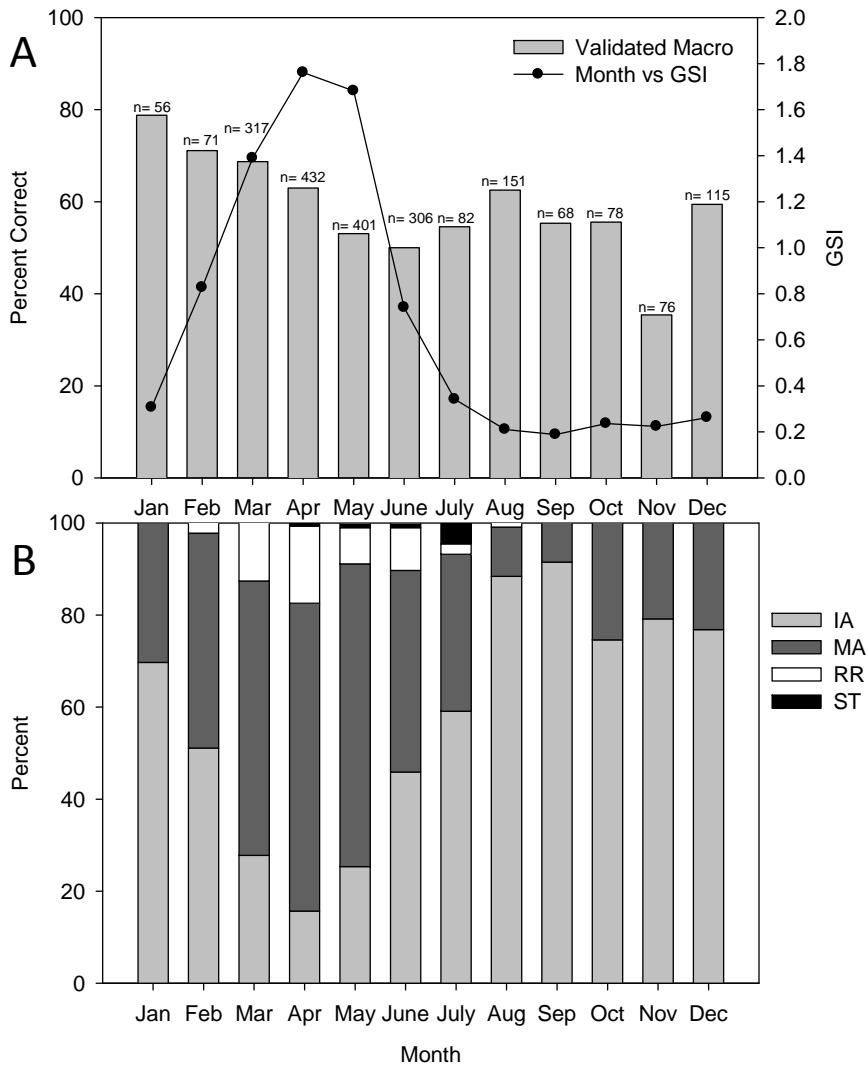 A
100
80
60
40
20
0
Percent Correct
2.0
1.8
1.6
1.4
1.2
1.0
0.8
0.6
0.4
0.2
0.0
GSI
Validated Macro
Month vs GSI
n= 56
n= 71
n= 317
n= 432
n= 401
n= 306
n= 82
n= 151
n= 68
n= 78
n= 76
n= 115
Jan Feb Mar Apr May June July Aug Sep Oct Nov Dec
B
100
80
60
40
20
0
Percent
IA
MA
RR
ST
Jan Feb Mar Apr May June July Aug Sep Oct Nov Dec
Month